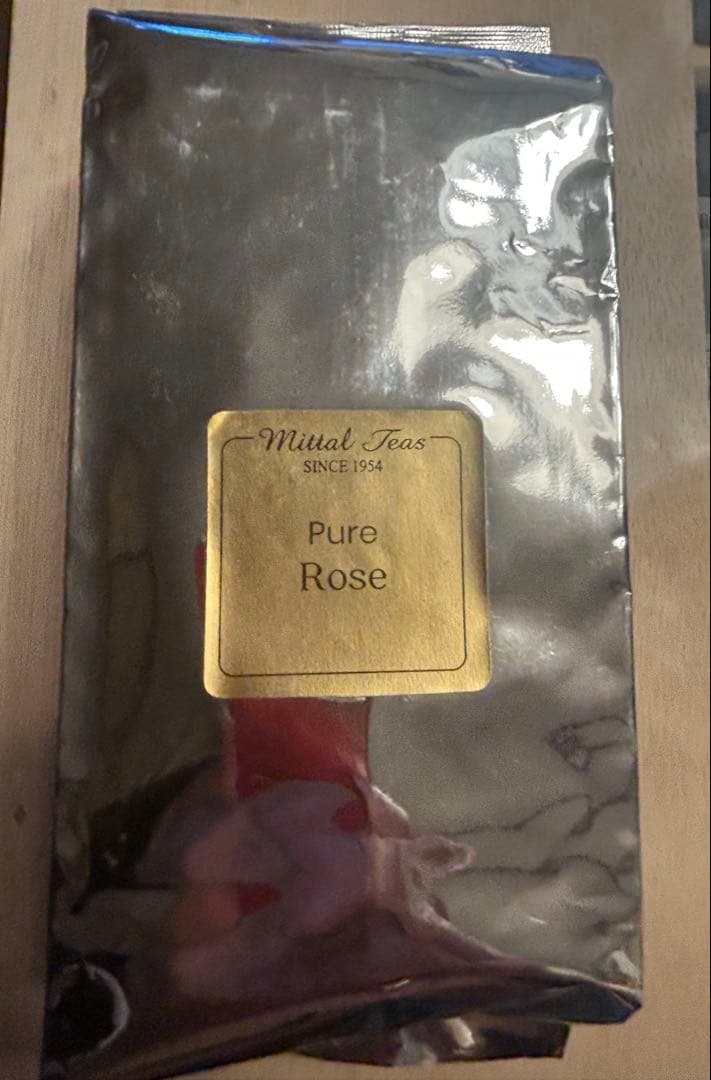 Mittal Teas
SINCE 1954
Pure
Rose